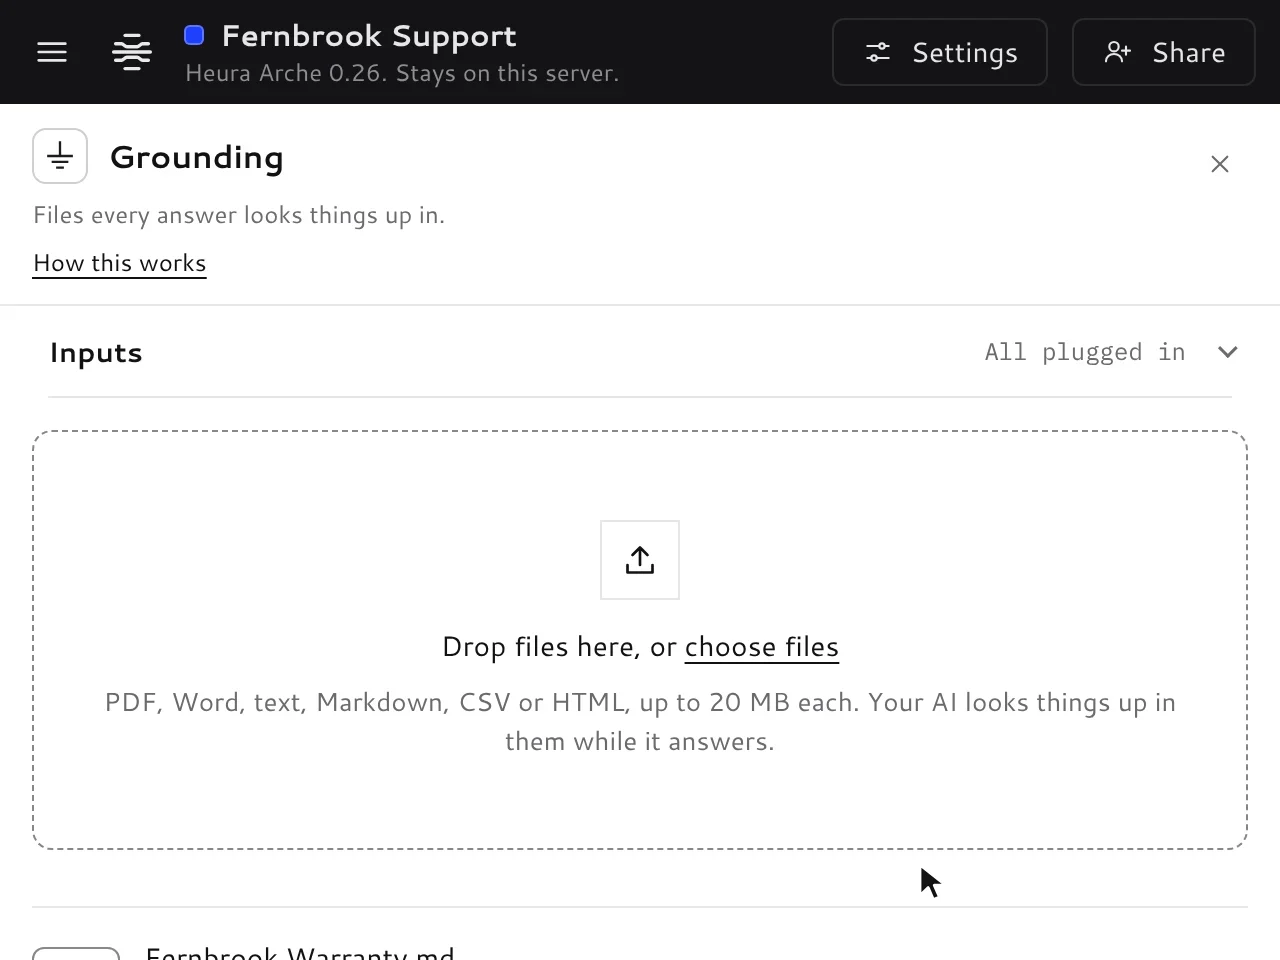 Fernbrook Support
Heura Arche 0.26. Stays on this server.
Settings
Share
Grounding
Files every answer looks things up in.
How this works
Inputs
All plugged in
Drop files here, or choose files
PDF, Word, text, Markdown, CSV or HTML, up to 20 MB each. Your AI looks things up in
them while it answers.
Fernbrook Warranty.md